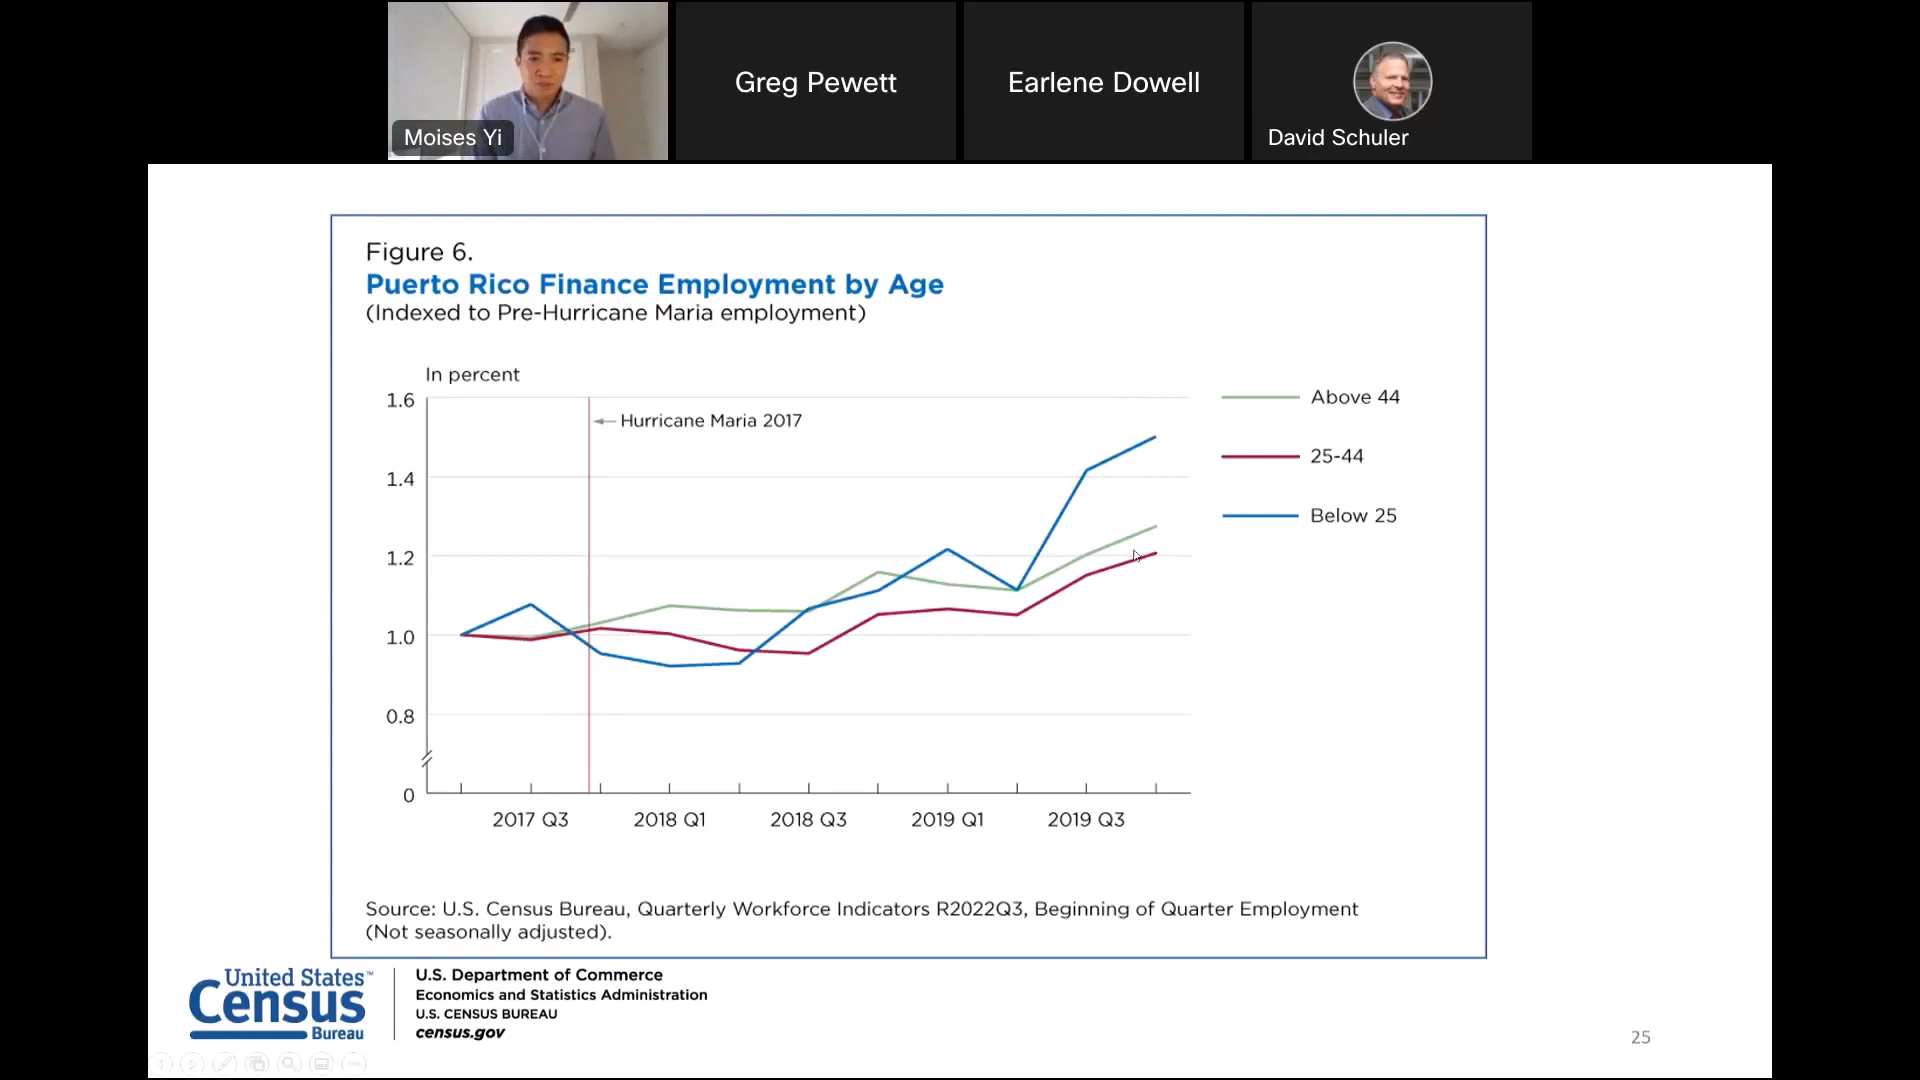 Moises Yi
Greg Pewett
Earlene Dowell
David Schuler
Figure 6.
Puerto Rico Finance Employment by Age
(Indexed to Pre-Hurricane Maria employment)
In percent
1.6
1.4
1.2
1.0
0.8
0
Hurricane Maria 2017
Above 44
25-44
Below 25
2017 Q3
2018 Q1
2018 Q3
2019 Q1
2019 Q3
Source: U.S. Census Bureau, Quarterly Workforce Indicators R2022Q3, Beginning of Quarter Employment
(Not seasonally adjusted).
United States™
Census
Bureau
U.S. Department of Commerce
Economics and Statistics Administration
U.S. CENSUS BUREAU
census.gov
25